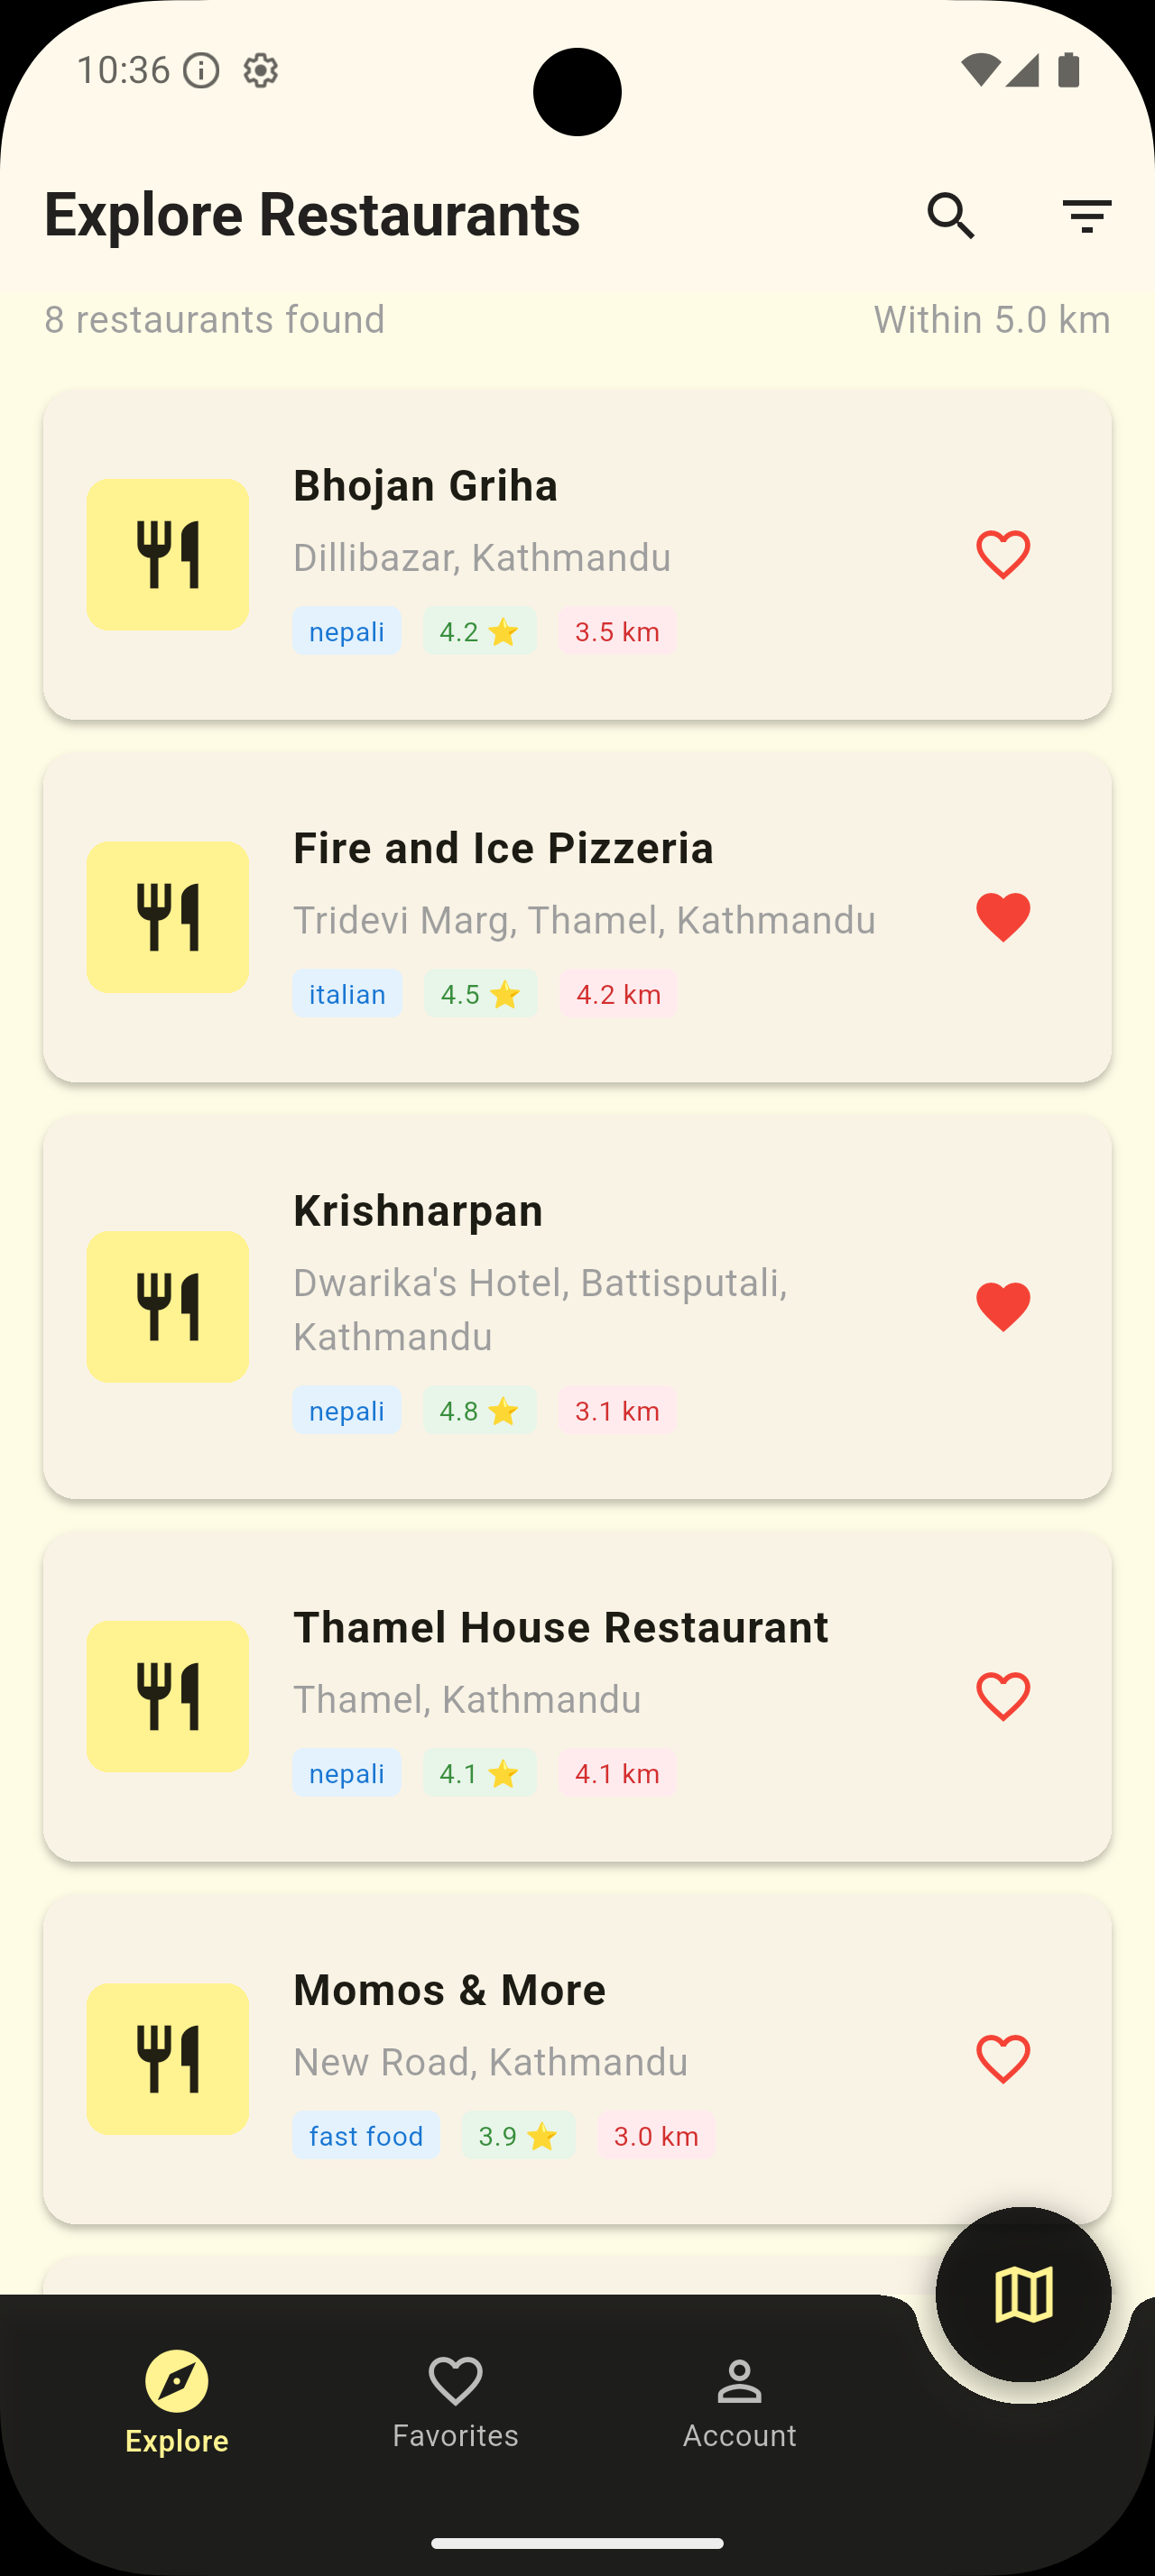 10:36
Explore Restaurants
8 restaurants found
Within 5.0 km
Bhojan Griha
Dillibazar, Kathmandu
nepali 4.2 ⭐ 3.5 km
Fire and Ice Pizzeria
Tridevi Marg, Thamel, Kathmandu
italian 4.5 ⭐ 4.2 km
Krishnarpan
Dwarika's Hotel, Battisputali,
Kathmandu
nepali 4.8 ⭐ 3.1 km
Thamel House Restaurant
Thamel, Kathmandu
nepali 4.1 ⭐ 4.1 km
Momos & More
New Road, Kathmandu
fast food 3.9 ⭐ 3.0 km
Explore
Favorites
Account